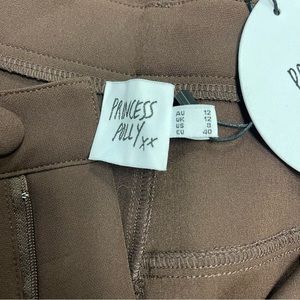 PRINCESS
POLLY
xx
AU 12
UK 12
US 8
EU 40